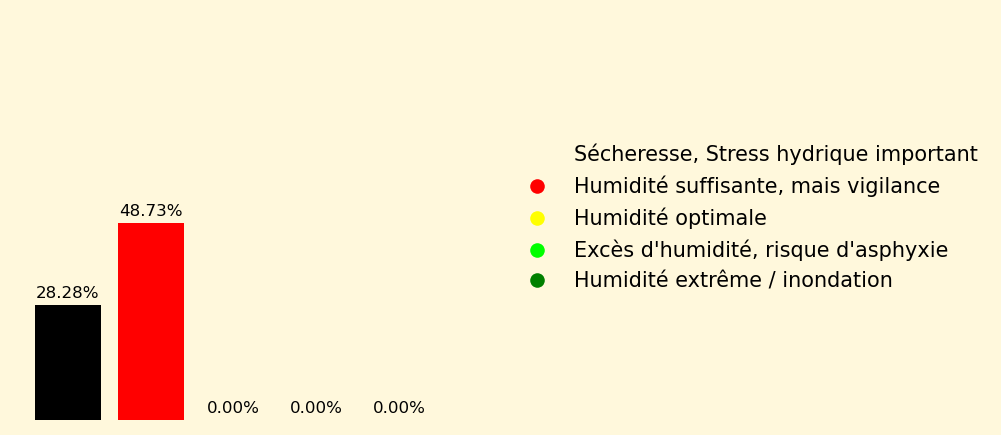 Sécheresse, Stress hydrique important
Humidité suffisante, mais vigilance
Humidité optimale
Excès d'humidité, risque d'asphyxie
Humidité extrême / inondation
48.73%
28.28%
0.00% 0.00% 0.00%